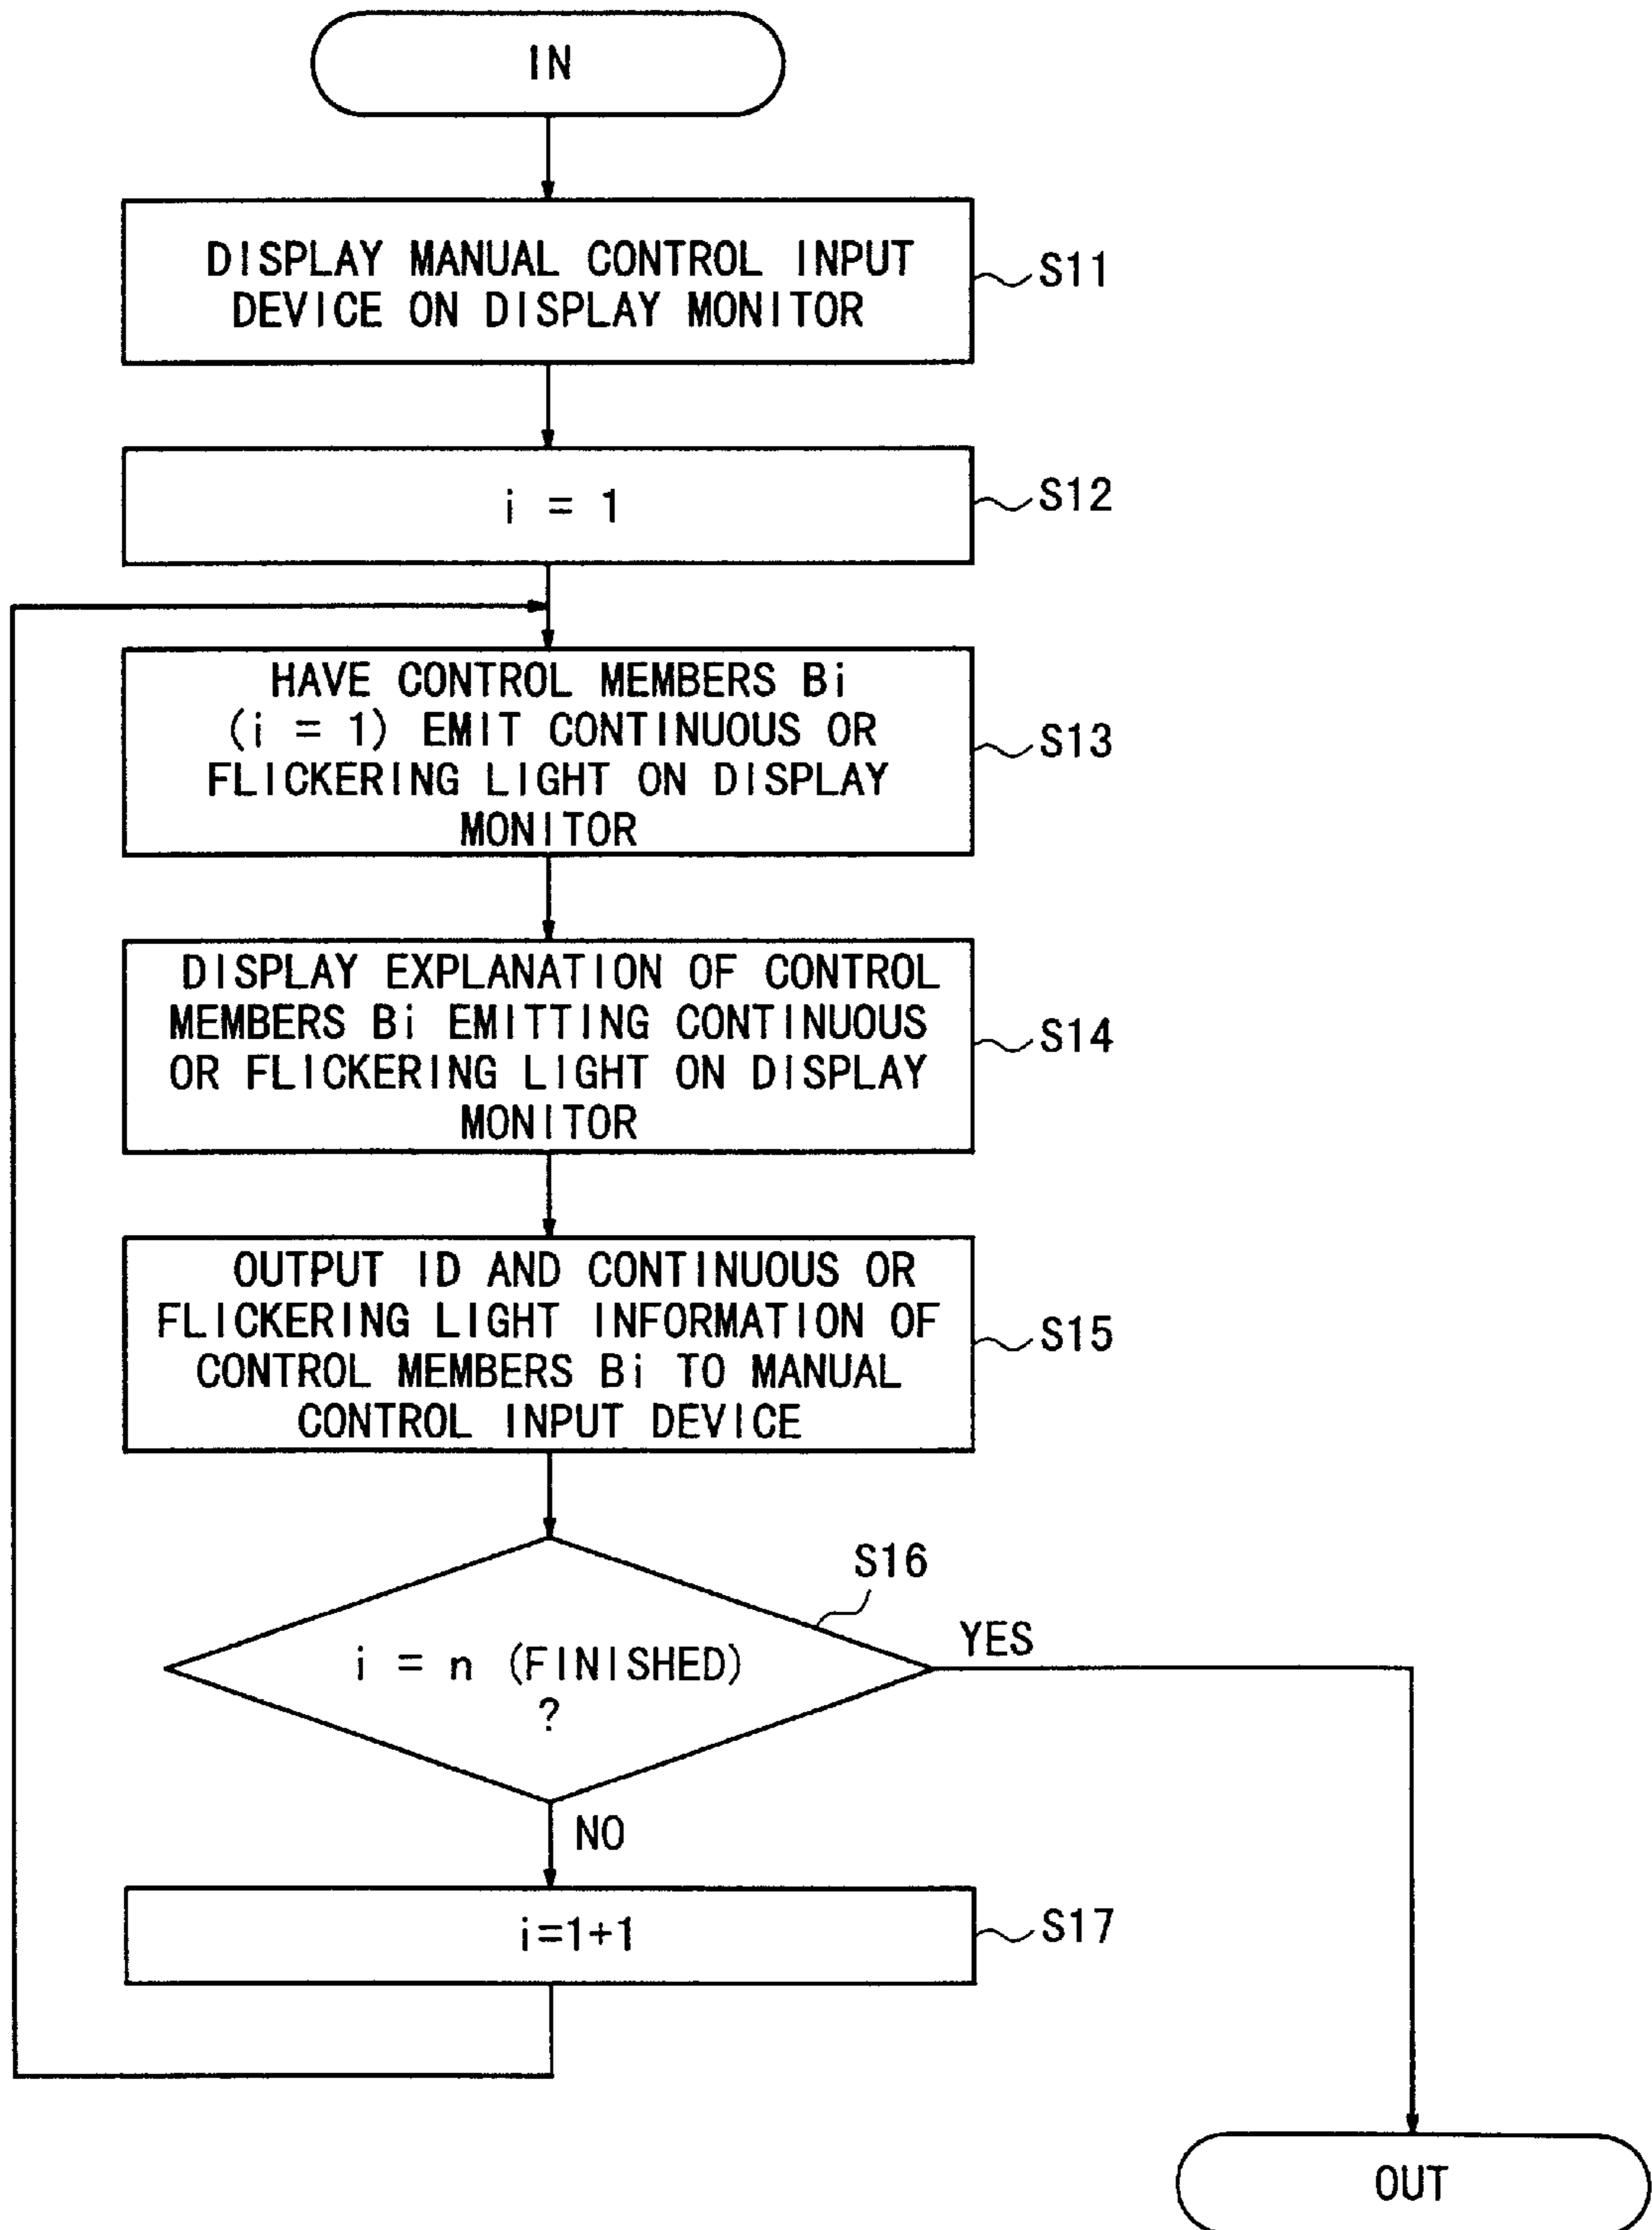 IN
DISPLAY MANUAL CONTROL INPUT
DEVICE ON DISPLAY MONITOR
S11
i = 1
S12
HAVE CONTROL MEMBERS Bi
(i = 1) EMIT CONTINUOUS OR
FLICKERING LIGHT ON DISPLAY
MONITOR
S13
DISPLAY EXPLANATION OF CONTROL
MEMBERS Bi EMITTING CONTINUOUS
OR FLICKERING LIGHT ON DISPLAY
MONITOR
S14
OUTPUT ID AND CONTINUOUS OR
FLICKERING LIGHT INFORMATION OF
CONTROL MEMBERS Bi TO MANUAL
CONTROL INPUT DEVICE
S15
S16
i = n (FINISHED)
?
YES
NO
i=1+1
S17
OUT